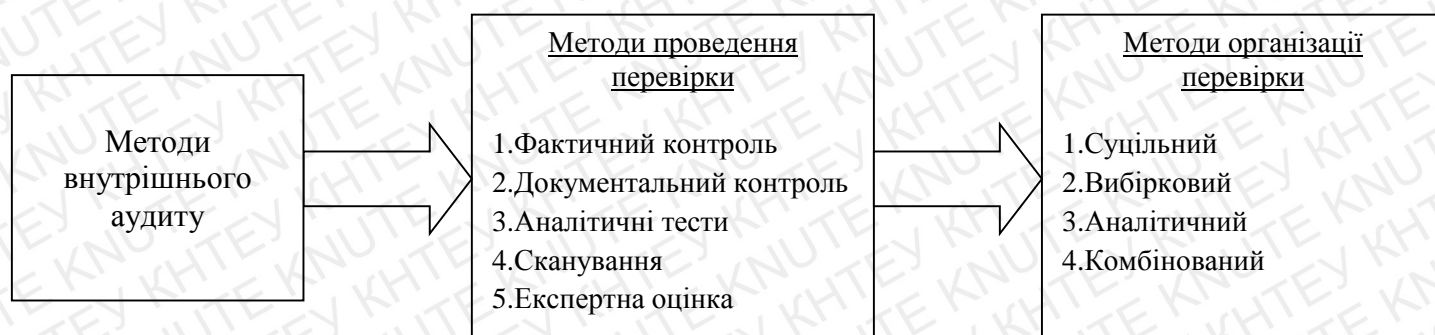 Методи
внутрішнього
аудиту
Методи проведення
перевірки
1.Фактичний контроль
2.Документальний контроль
3.Аналітичні тести
4.Сканування
5.Експертна оцінка
Методи організації
перевірки
1.Суцільний
2.Вибірковий
3.Аналітичний
4.Комбінований